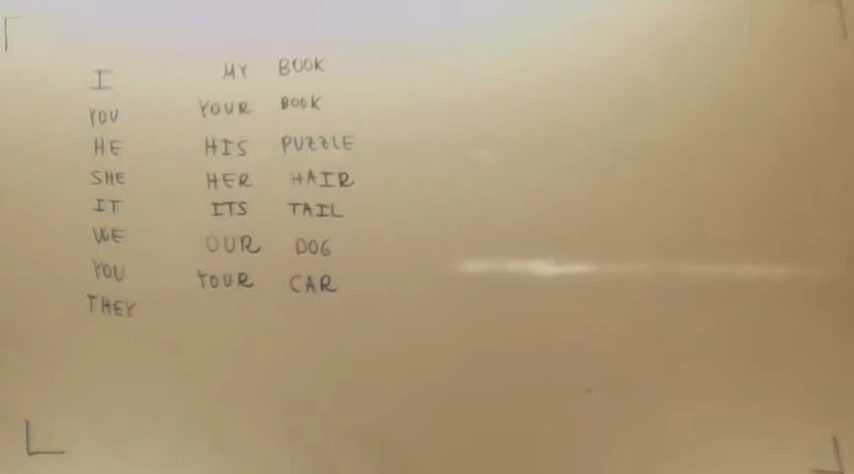 I MY BOOK
YOU YOUR BOOK
HE HIS PUZZLE
SHE HER HAIR
IT ITS TAIL
WE OUR DOG
YOU YOUR CAR
THEY